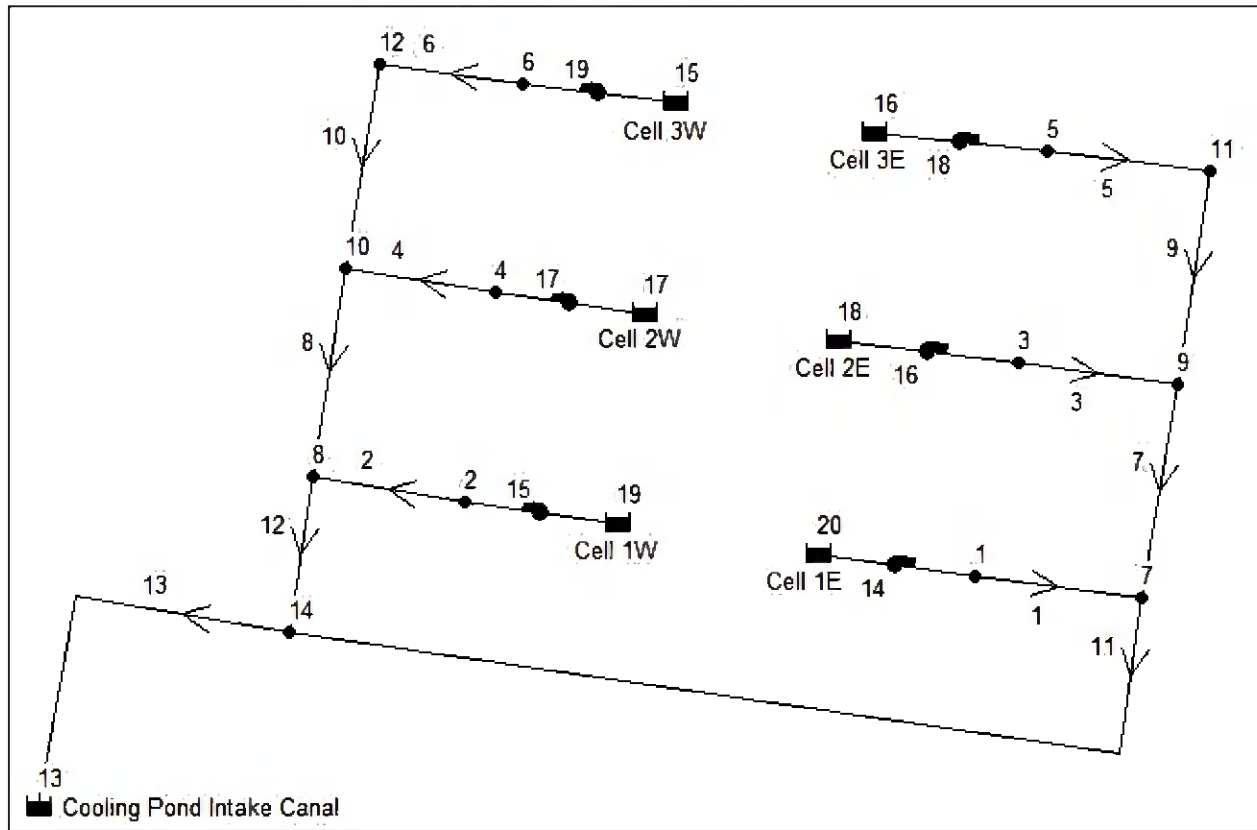 12 6 6 19 15
Cell 3W
16 5 11
Cell 3E 18 5
10
9
10 4 4 17 17
Cell 2W
18 3 9
Cell 2E 16 3
8
7
8 2 2 15 19
Cell 1W
12
20 1 7
Cell 1E 14 1
13 14
11
13
Cooling Pond Intake Canal